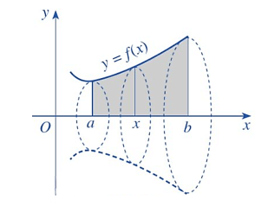 y
y = f(x)
O a x b x